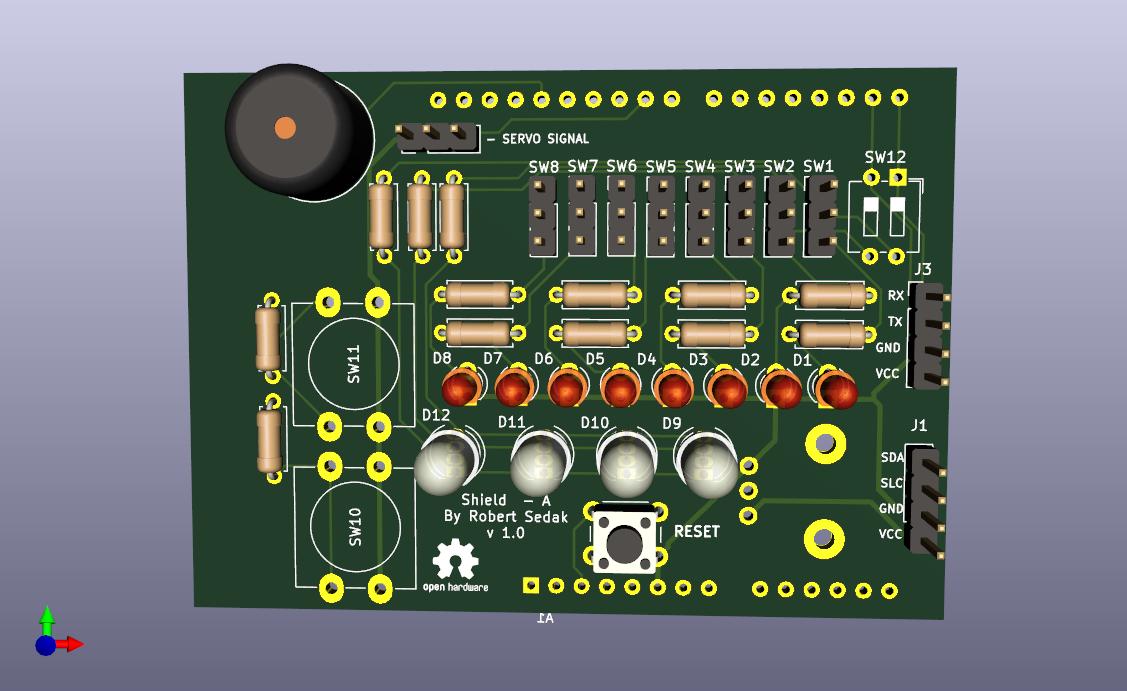 - SERVO SIGNAL
SW8 SW7 SW6 SW5 SW4 SW3 SW2 SW1 SW12
J3
RX
TX
GND
VCC
SW11
D8 D7 D6 D5 D4 D3 D2 D1
D12 D11 D10 D9
J1
SDA
SLC
GND
VCC
SW10
Shield - A
By Robert Sedak
v 1.0
RESET
open hardware
A1